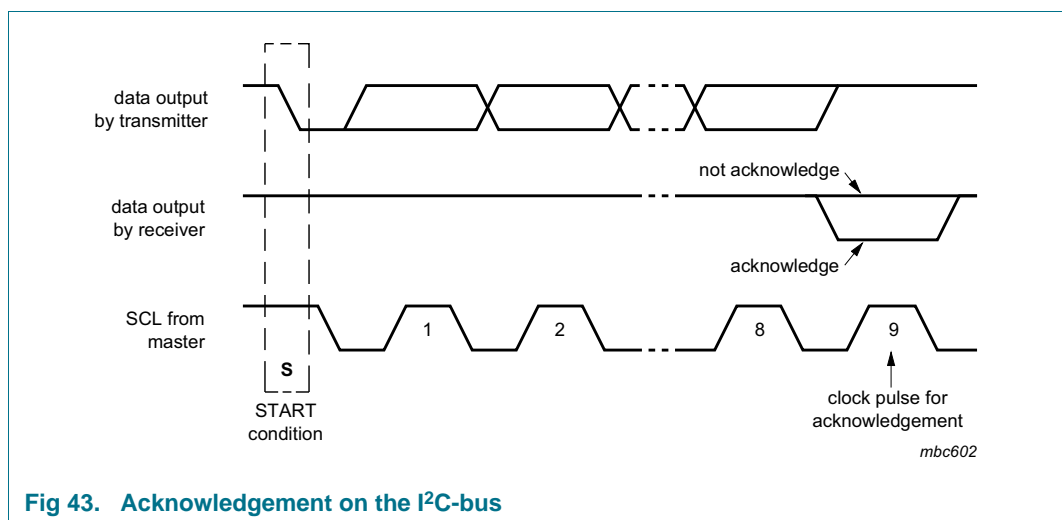 data output
by transmitter
not acknowledge
data output
by receiver
acknowledge
SCL from
master
1
2
8
9
S
START
condition
clock pulse for
acknowledgement
mbc602
Fig 43. Acknowledgement on the I²C-bus